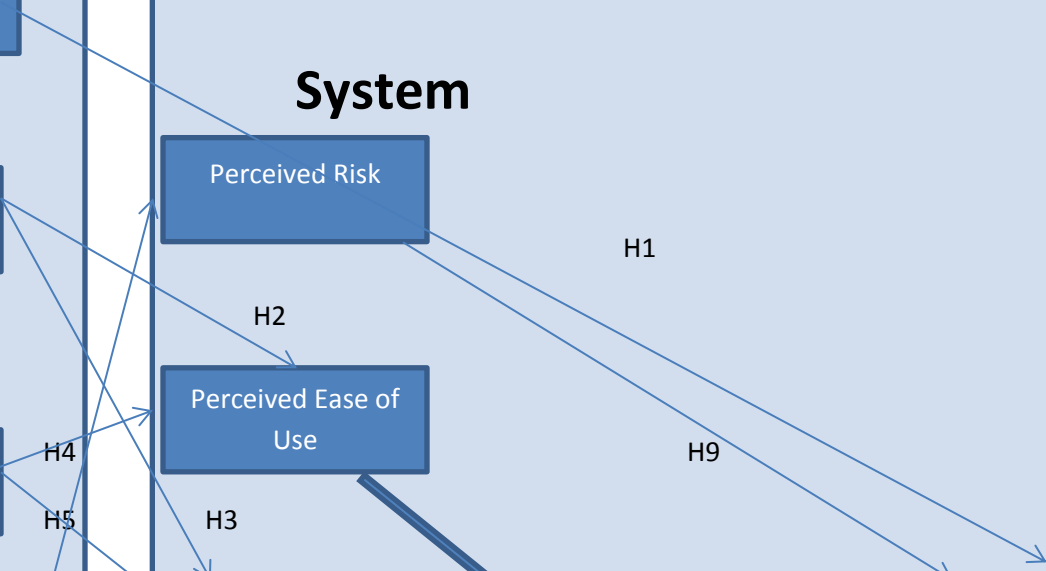 System
Perceived Risk
H1
H2
Perceived Ease of
Use
H4
H9
H5
H3